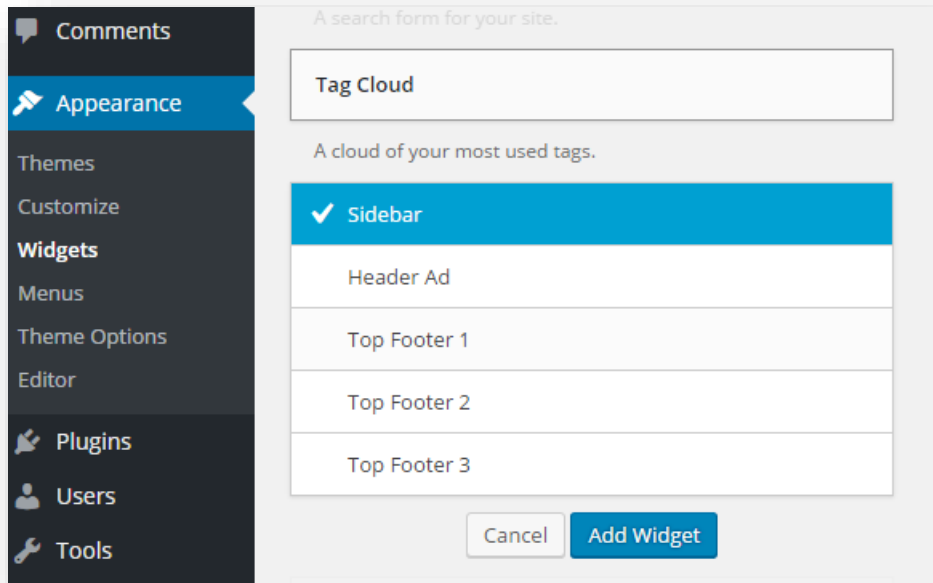 Comments
Appearance
Themes
Customize
Widgets
Menus
Theme Options
Editor
Plugins
Users
Tools
A search form for your site.
Tag Cloud
A cloud of your most used tags.
Sidebar
Header Ad
Top Footer 1
Top Footer 2
Top Footer 3
Cancel
Add Widget